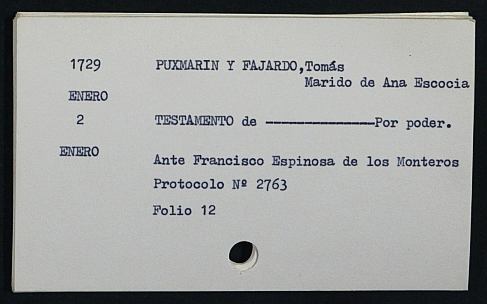 1729 PUXMARIN Y FAJARDO,Tomás
Marido de Ana Escocia
ENERO
2 TESTAMENTO de ---------------Por poder.
ENERO
Ante Francisco Espinosa de los Monteros
Protocolo Nº 2763
Folio 12